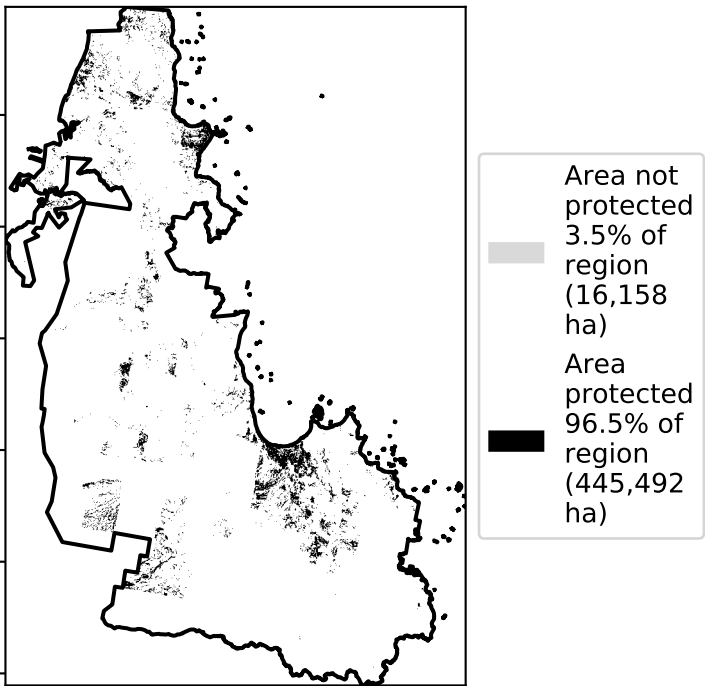 Area not
protected
3.5% of
region
(16,158
ha)
Area
protected
96.5% of
region
(445,492
ha)